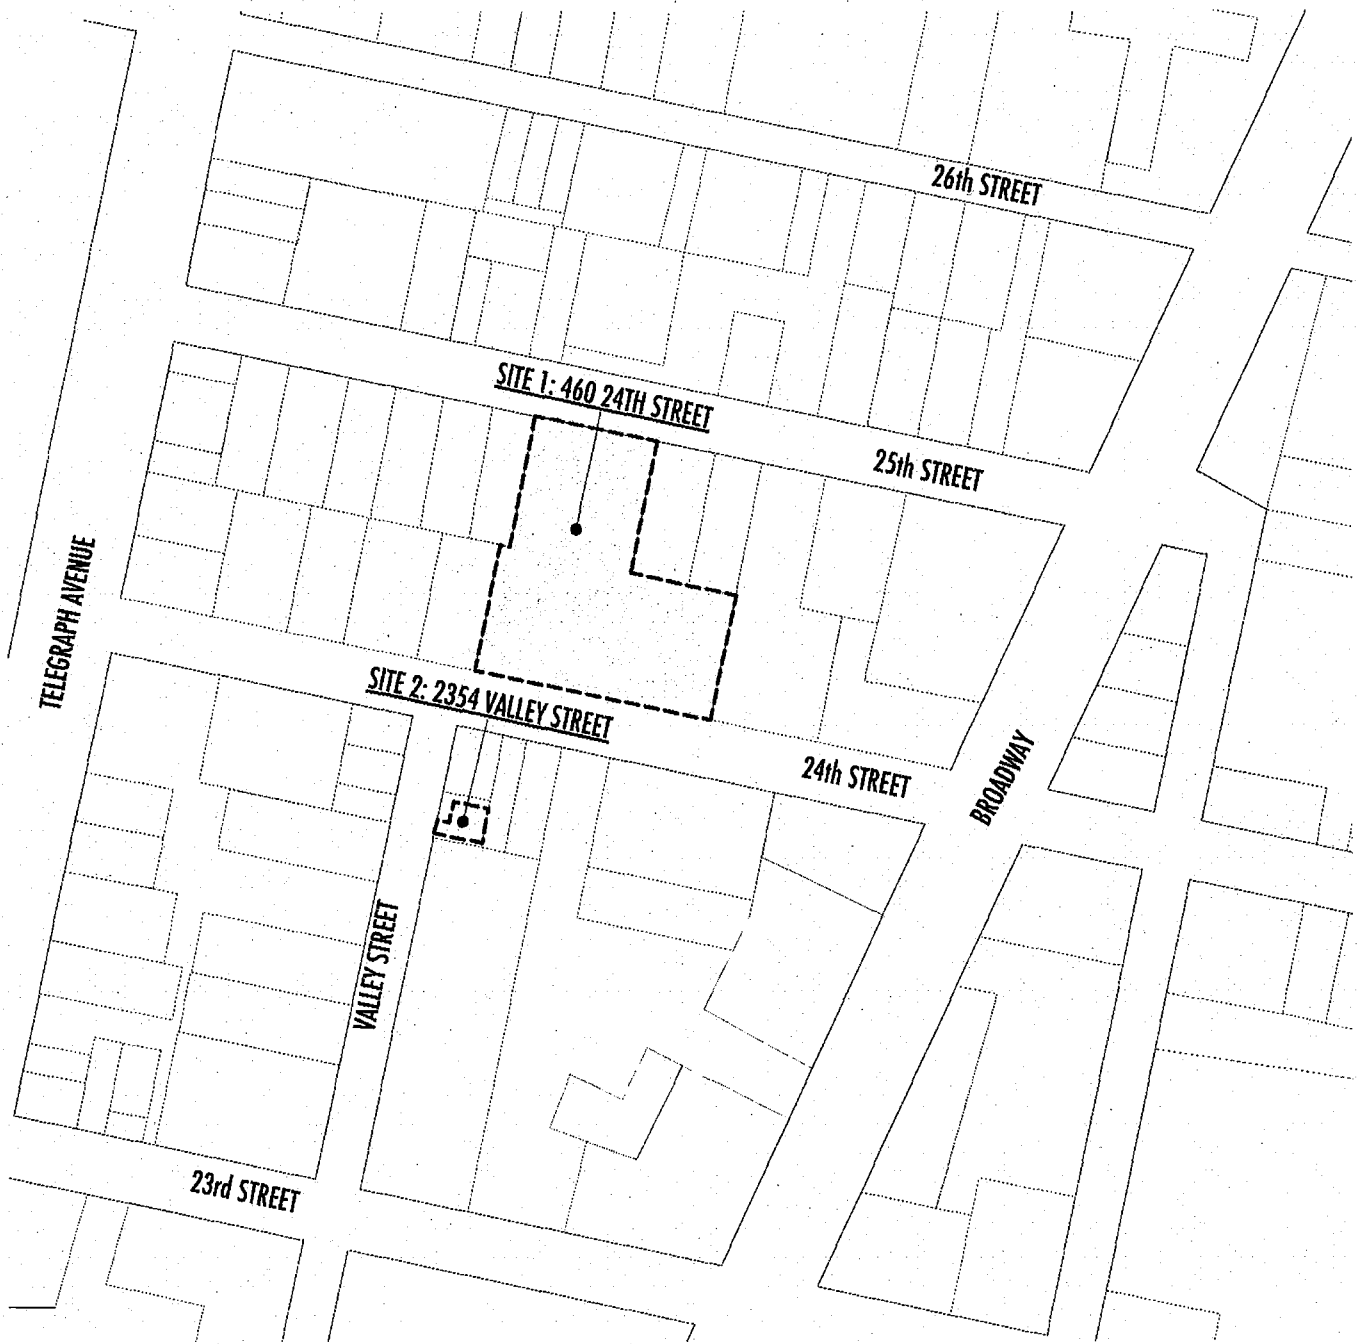 26th STREET
SITE 1: 460 24TH STREET
25th STREET
TELEGRAPH AVENUE
SITE 2: 2354 VALLEY STREET
24th STREET
BROADWAY
VALLEY STREET
23rd STREET